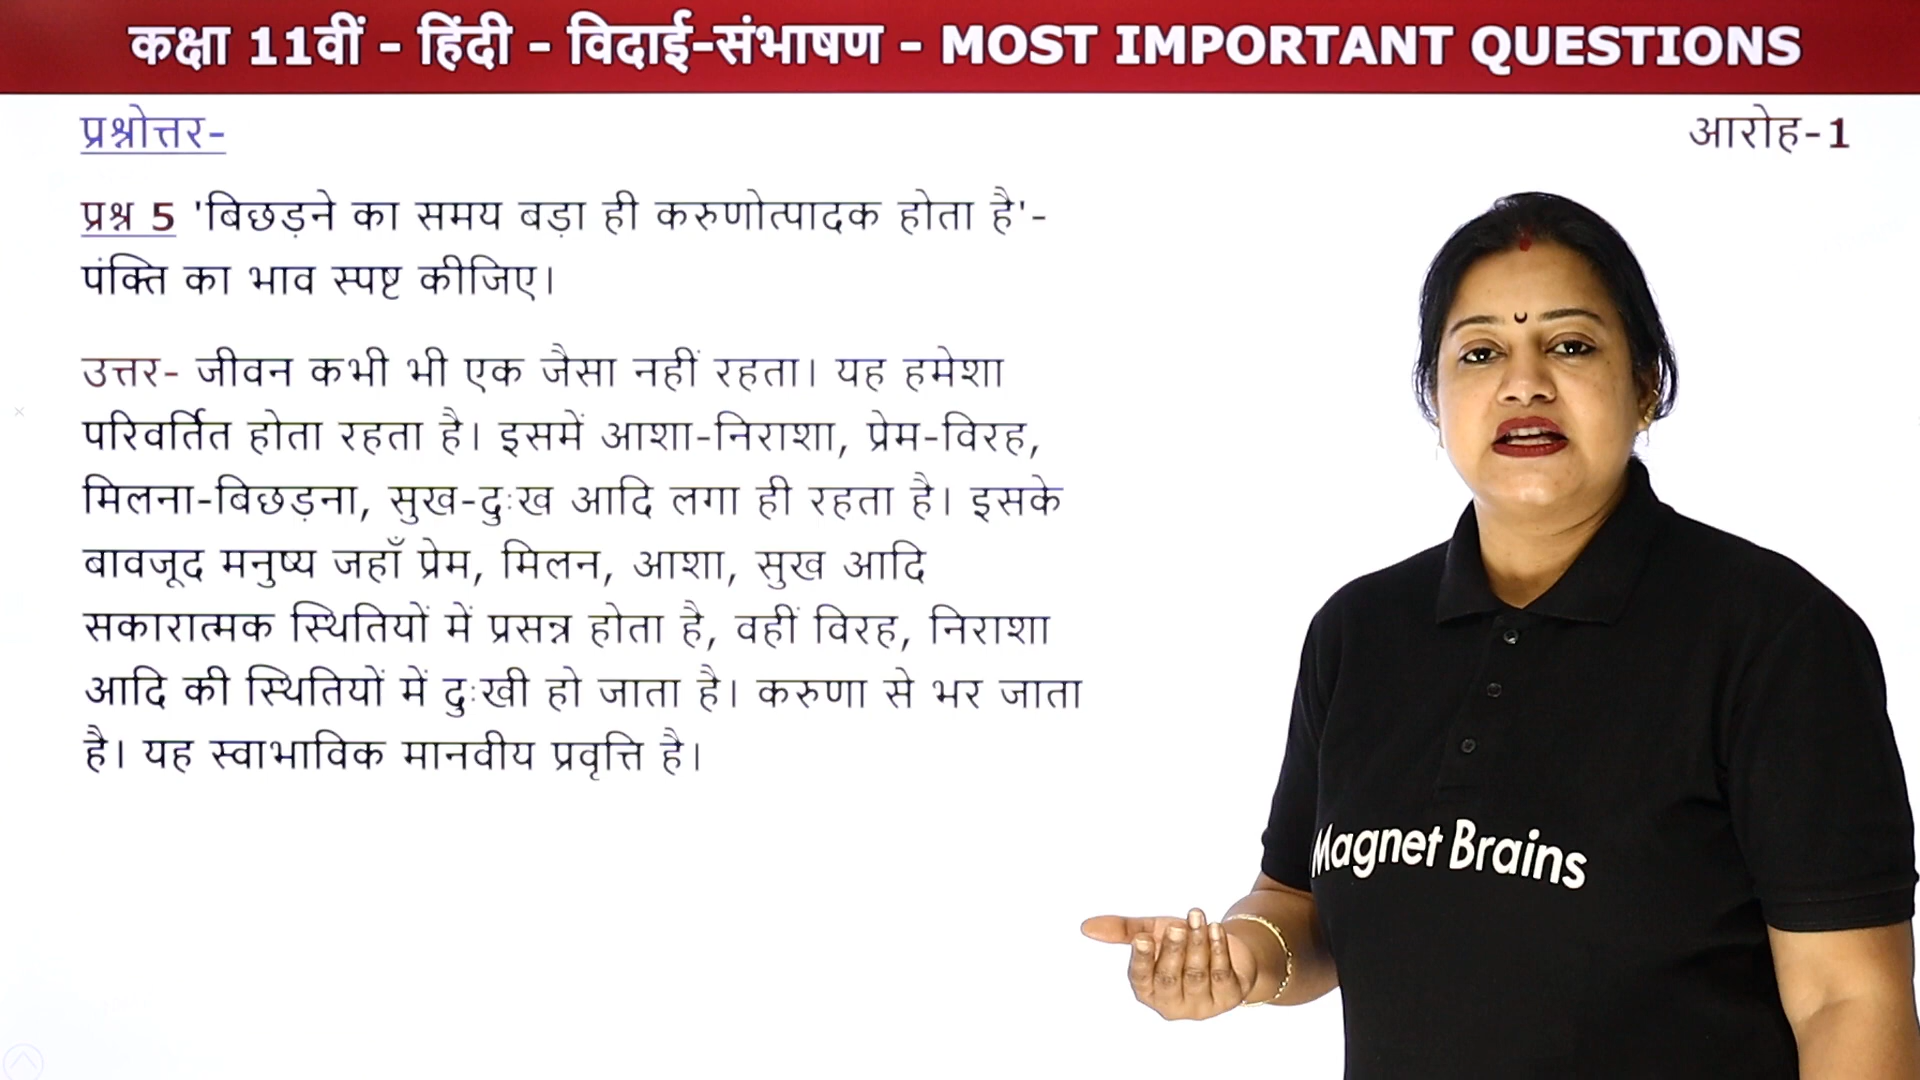 कक्षा 11वीं - हिंदी - विदाई-संभाषण - MOST IMPORTANT QUESTIONS
प्रश्नोत्तर-
आरोह-1
प्रश्न 5 'बिछड़ने का समय बड़ा ही करुणोत्पादक होता है'-
पंक्ति का भाव स्पष्ट कीजिए।
उत्तर- जीवन कभी भी एक जैसा नहीं रहता। यह हमेशा
परिवर्तित होता रहता है। इसमें आशा-निराशा, प्रेम-विरह,
मिलना-बिछड़ना, सुख-दुःख आदि लगा ही रहता है। इसके
बावजूद मनुष्य जहाँ प्रेम, मिलन, आशा, सुख आदि
सकारात्मक स्थितियों में प्रसन्न होता है, वहीं विरह, निराशा
आदि की स्थितियों में दुःखी हो जाता है। करुणा से भर जाता
है। यह स्वाभाविक मानवीय प्रवृत्ति है।
Magnet Brains